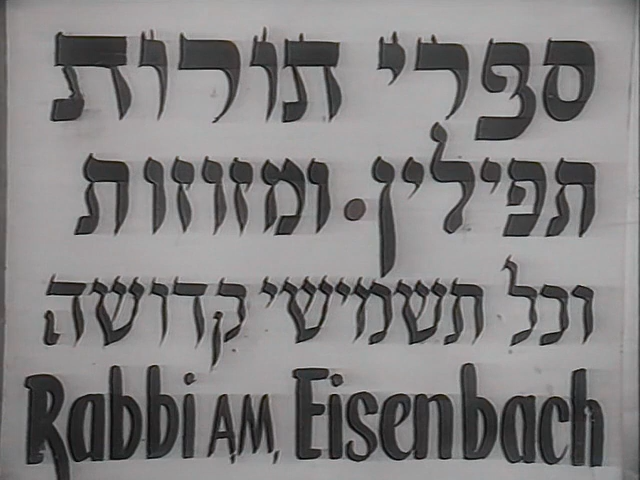 ספרי תורות
תפילין. ומזוזות
וכל תשמישי קדושה
Rabbi A.M. Eisenbach